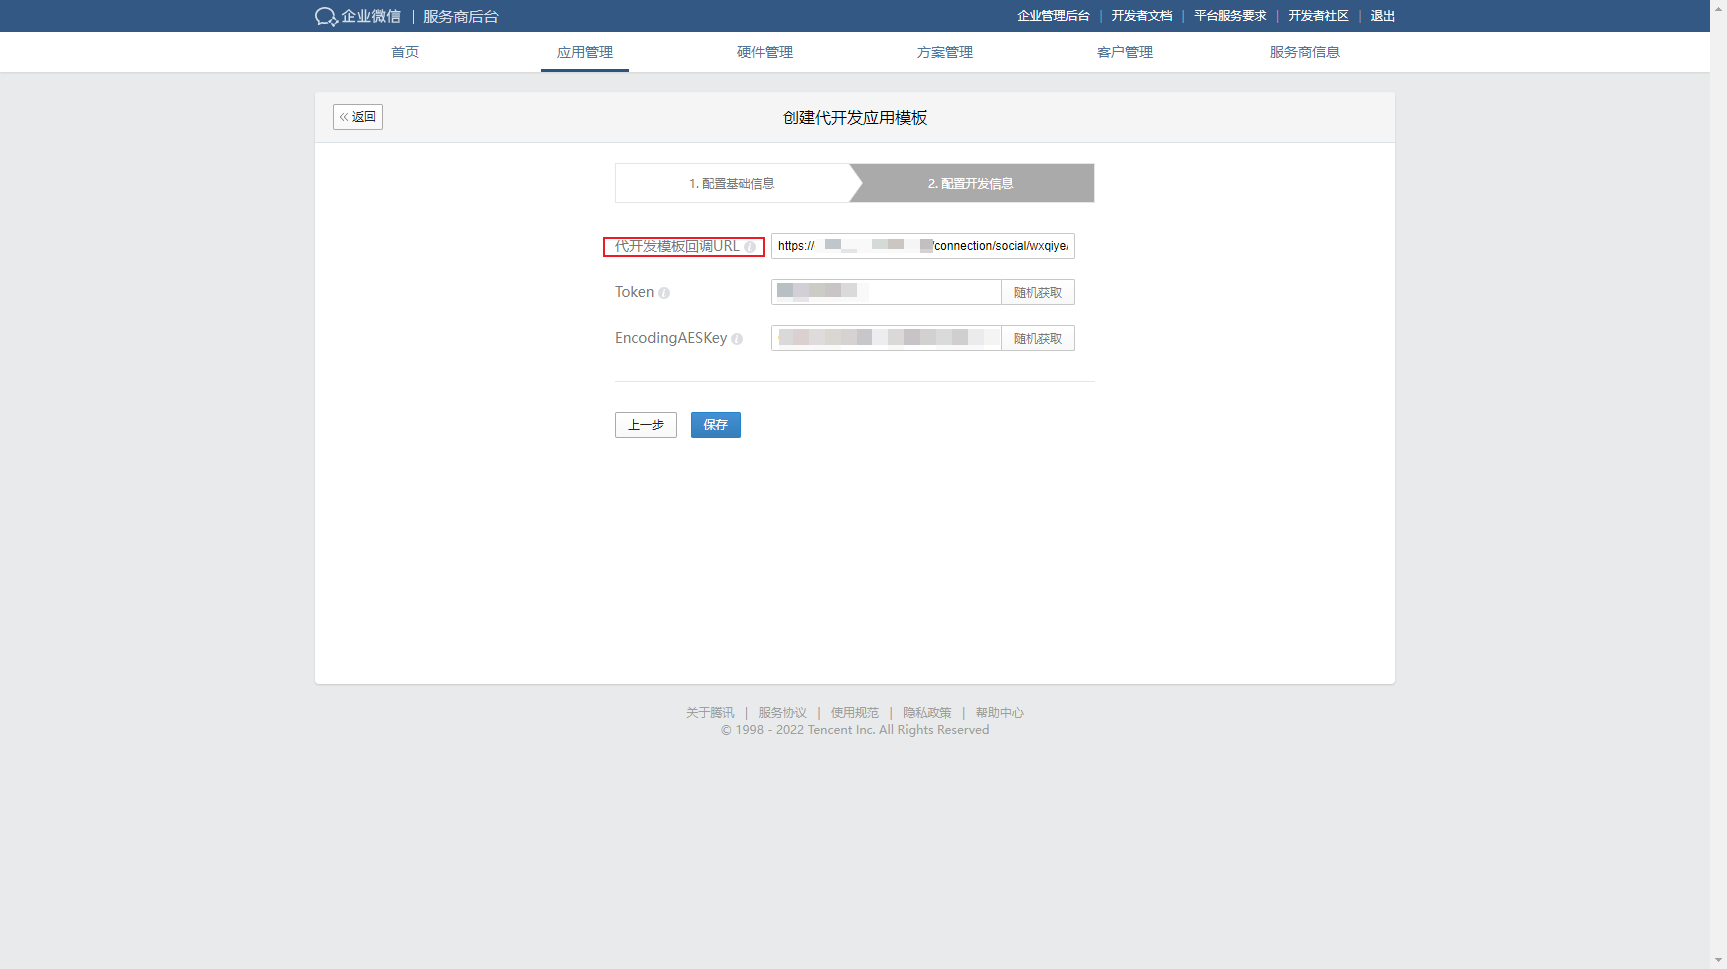 企业微信 | 服务商后台
企业管理后台 | 开发者文档 | 平台服务要求 | 开发者社区 | 退出
首页 应用管理 硬件管理 方案管理 客户管理 服务商信息
« 返回
创建代开发应用模板
1. 配置基础信息 2. 配置开发信息
代开发模板回调URL
https:// /connection/social/wxqiye/
Token
随机获取
EncodingAESKey
随机获取
上一步 保存
关于腾讯 | 服务协议 | 使用规范 | 隐私政策 | 帮助中心
© 1998 - 2022 Tencent Inc. All Rights Reserved